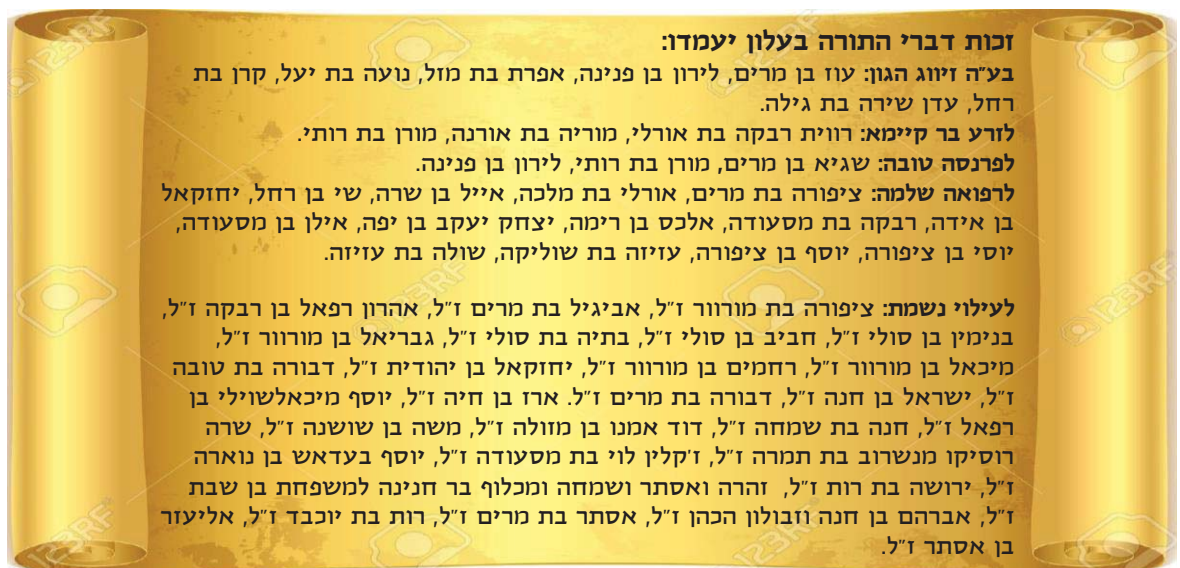 זכות דברי התורה בעלון יעמדו:
בע״ה זיווג הגון: עוז בן מרים, לירון בן פנינה, אפרת בת מזל, נועה בת יעל, קרן בת
רחל, עדן שירה בת גילה.
לזרע בר קיימא: רווית רבקה בת אורלי, מוריה בת אורנה, מורן בת רותי.
לפרנסה טובה: שגיא בן מרים, מורן בת רותי, לירון בן פנינה.
לרפואה שלמה: ציפורה בת מרים, אורלי בת מלכה, אייל בן שרה, שי בן רחל, יחזקאל
בן אידה, רבקה בת מסעודה, אלכס בן רימה, יצחק יעקב בן יפה, אילן בן מסעודה,
יוסי בן ציפורה, יוסף בן ציפורה, עזיזה בת שוליקה, שולה בת עזיזה.
לעילוי נשמת: ציפורה בת מורוור ז״ל, אביגיל בת מרים ז״ל, אהרון רפאל בן רבקה ז״ל,
בנימין בן סולי ז״ל, חביב בן סולי ז״ל, בתיה בת סולי ז״ל, גבריאל בן מורוור ז״ל,
מיכאל בן מורוור ז״ל, רחמים בן מורוור ז״ל, יחזקאל בן יהודית ז״ל, דבורה בת טובה
ז״ל, ישראל בן חנה ז״ל, דבורה בת מרים ז״ל. ארז בן חיה ז״ל, יוסף מיכאלשוילי בן
רפאל ז״ל, חנה בת שמחה ז״ל, דוד אמנו בן מזולה ז״ל, משה בן שושנה ז״ל, שרה
רוסיקו מנשרוב בת תמרה ז״ל, ז'קלין לוי בת מסעודה ז״ל, יוסף בעדאש בן נוארה
ז״ל, ירושה בת רות ז״ל, זהרה ואסתר ושמחה ומכלוף בר חנינה למשפחת בן שבת
ז״ל, אברהם בן חנה וזבולון הכהן ז״ל, אסתר בת מרים ז״ל, רות בת יוכבד ז״ל, אליעזר
בן אסתר ז״ל.
123RF